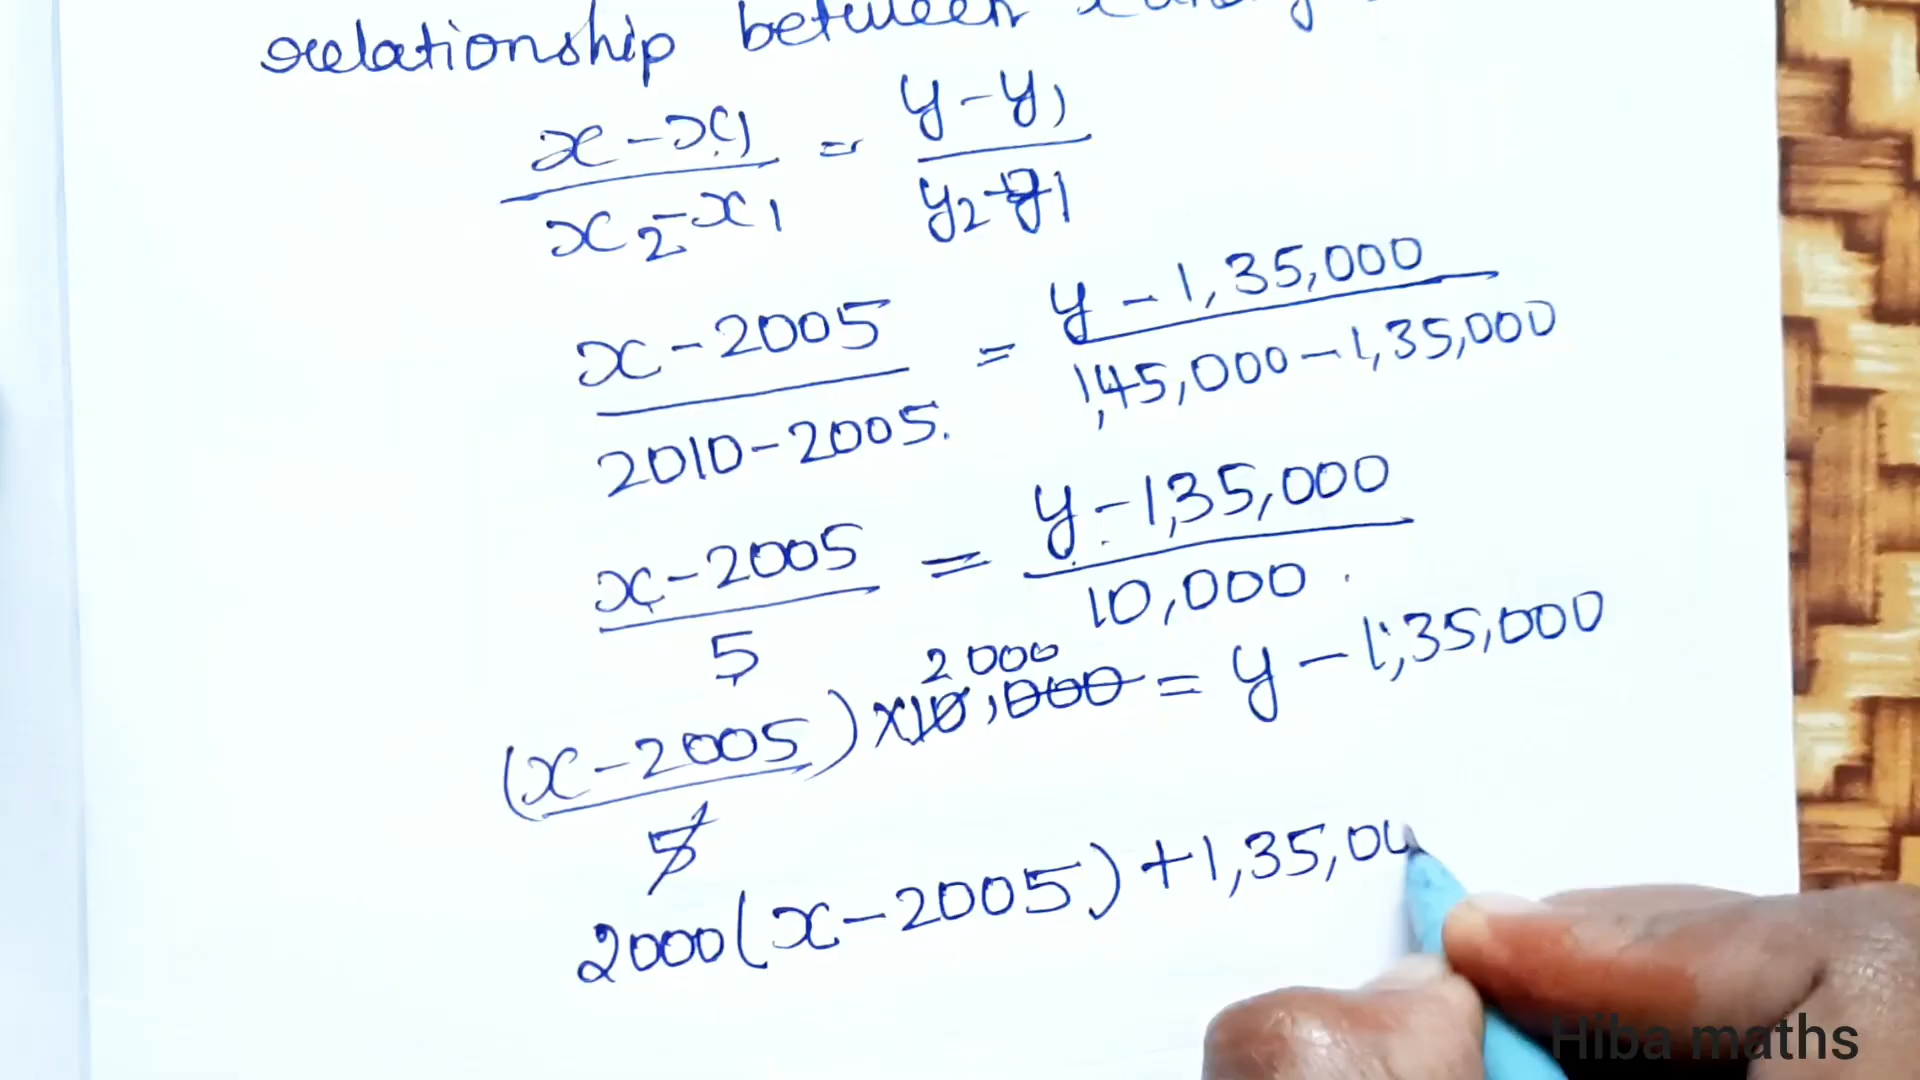 relationship between
x - x1 / x2 - x1 = y - y1 / y2 - y1
x - 2005 / 2010 - 2005. = y - 1,35,000 / 1,45,000 - 1,35,000
x - 2005 / 5 = y - 1,35,000 / 10,000
2000
(x - 2005) / 5 × 10,000 = y - 1,35,000
2000(x - 2005) + 1,35,00
Hiba maths